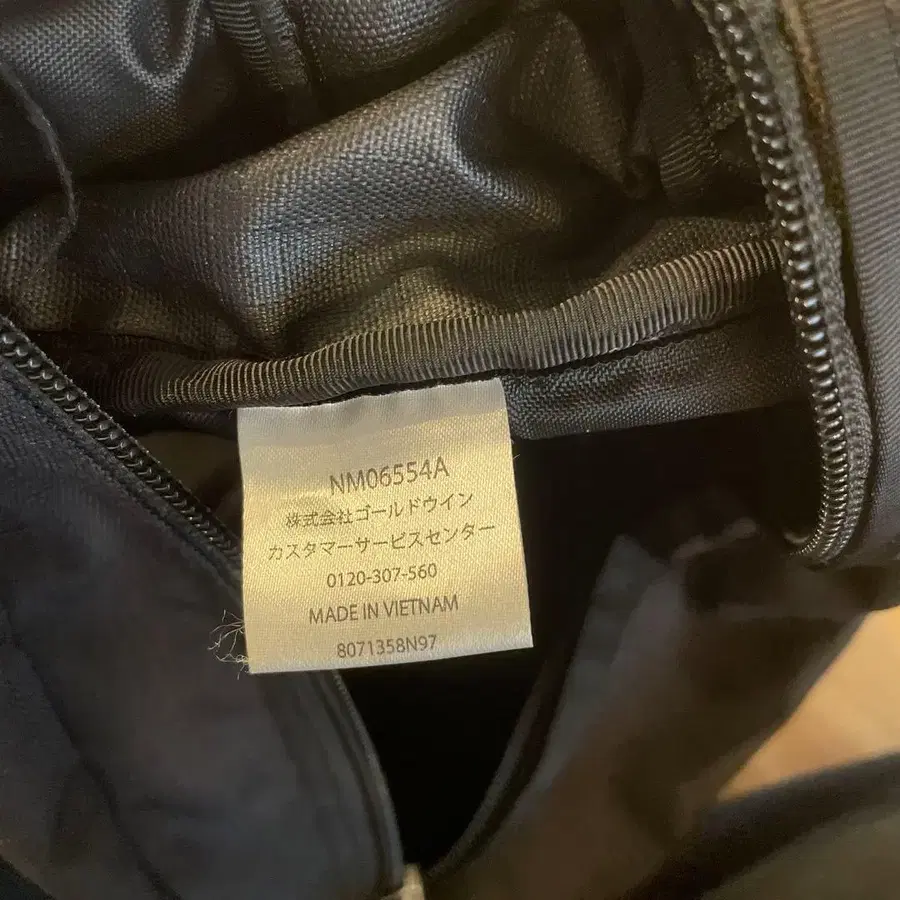 NM06554A
株式会社ゴールドウイン
カスタマーサービスセンター
0120-307-560
MADE IN VIETNAM
8071358N97